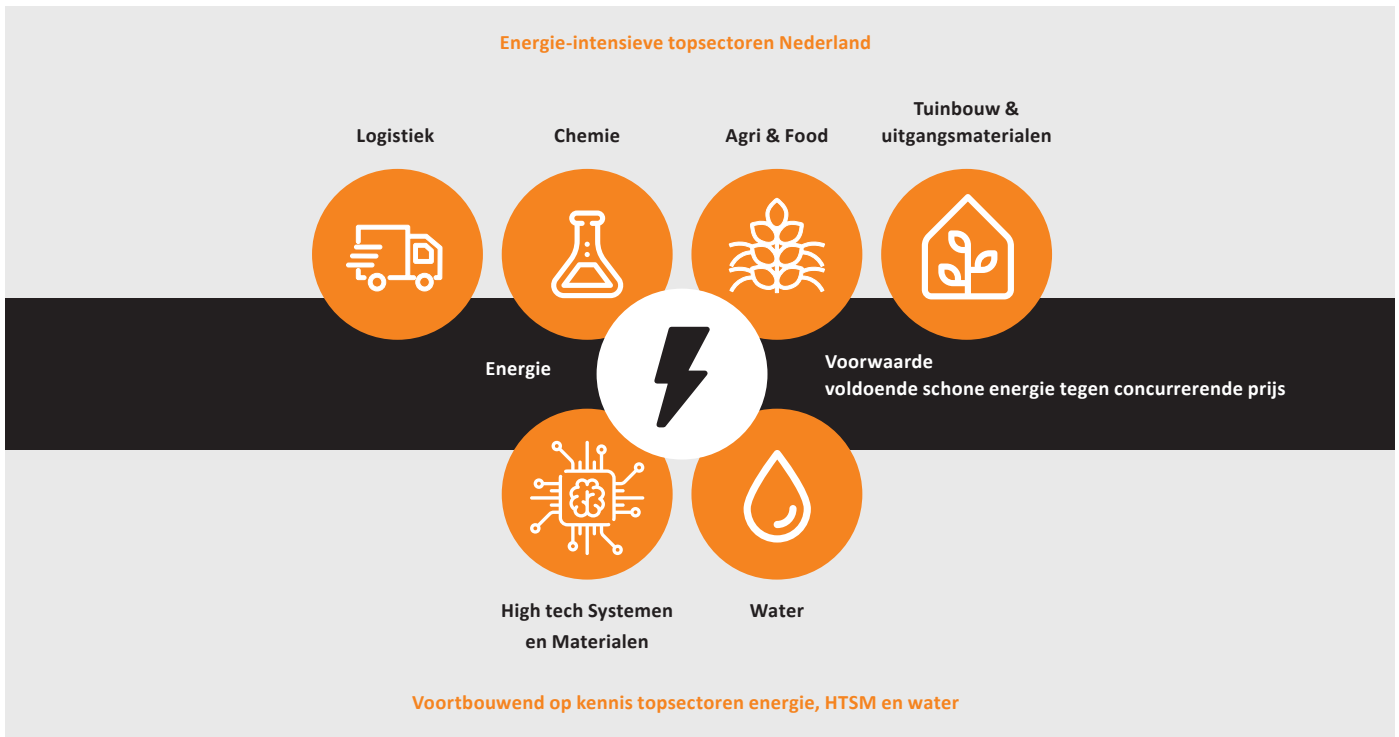 Energie-intensieve topsectoren Nederland
Logistiek
Chemie
Agri & Food
Tuinbouw &
uitgangsmaterialen
Energie
Voorwaarde
voldoende schone energie tegen concurrerende prijs
High tech Systemen
en Materialen
Water
Voortbouwend op kennis topsectoren energie, HTSM en water